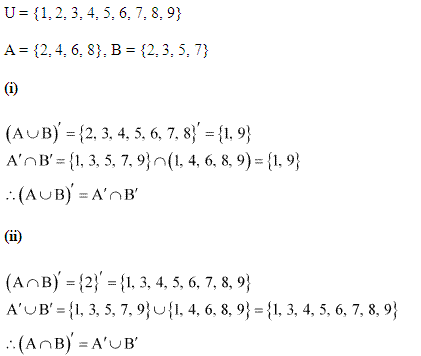 U = {1, 2, 3, 4, 5, 6, 7, 8, 9}
A = {2, 4, 6, 8}, B = {2, 3, 5, 7}
(i)
(A∪B)′ = {2, 3, 4, 5, 6, 7, 8}′ = {1, 9}
A′∩B′ = {1, 3, 5, 7, 9}∩(1, 4, 6, 8, 9) = {1, 9}
∴(A∪B)′ = A′∩B′
(ii)
(A∩B)′ = {2}′ = {1, 3, 4, 5, 6, 7, 8, 9}
A′∪B′ = {1, 3, 5, 7, 9}∪{1, 4, 6, 8, 9} = {1, 3, 4, 5, 6, 7, 8, 9}
∴(A∩B)′ = A′∪B′